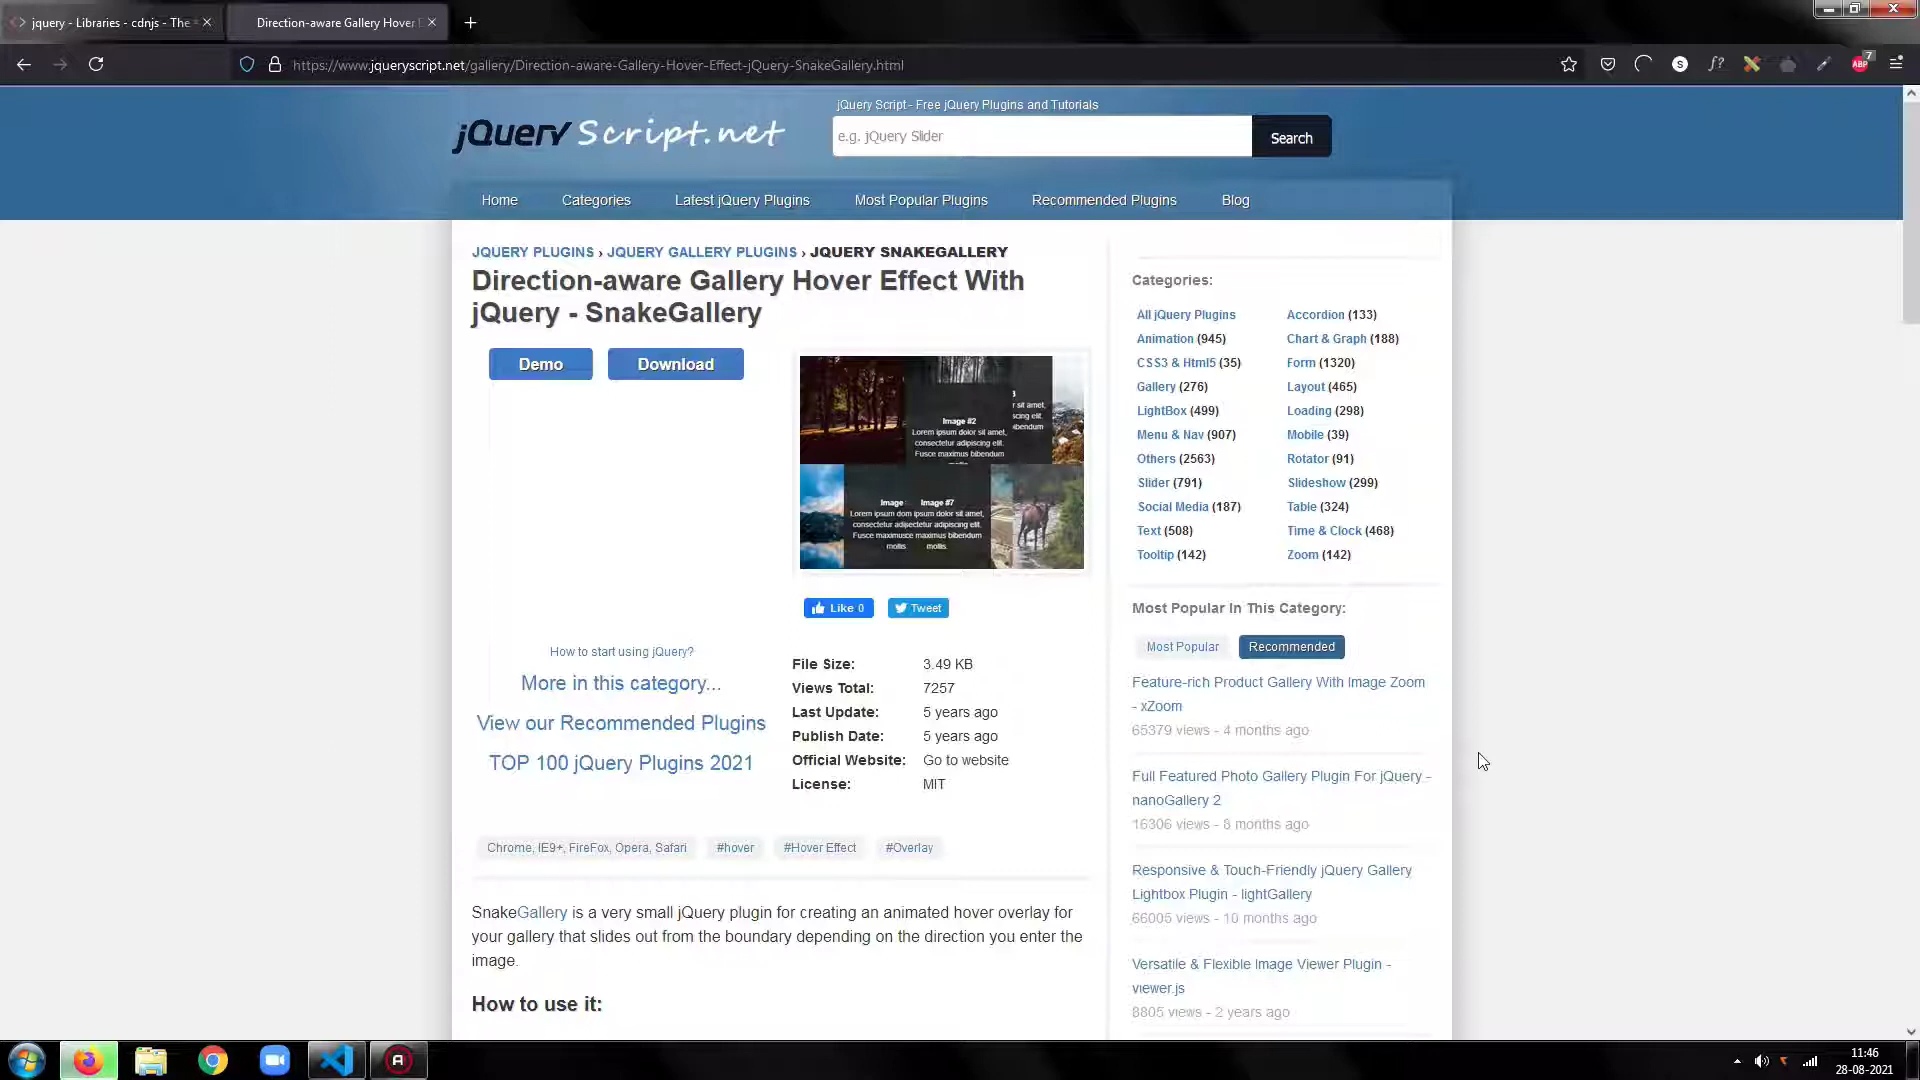 jquery - Libraries - cdnjs - The
Direction-aware Gallery Hover
https://www.jqueryscript.net/gallery/Direction-aware-Gallery-Hover-Effect-jQuery-SnakeGallery.html
S
f?
ABP
7
jQuery Script.net
jQuery Script - Free jQuery Plugins and Tutorials
e.g. jQuery Slider
Search
Home
Categories
Latest jQuery Plugins
Most Popular Plugins
Recommended Plugins
Blog
JQUERY PLUGINS › JQUERY GALLERY PLUGINS › JQUERY SNAKEGALLERY
Direction-aware Gallery Hover Effect With
jQuery - SnakeGallery
Demo
Download
Image #2
Lorem ipsum dolor sit amet,
consectetur adipiscing elit.
Fusce maximus bibendum
mollis.
r sit amet,
scing elit.
bibendum
Image
Image #7
Lorem ipsum dom ipsum dolor sit amet,
consectetur adipiscing elit.
mollis.
mollis.
Like 0
Tweet
How to start using jQuery?
More in this category...
View our Recommended Plugins
TOP 100 jQuery Plugins 2021
File Size: 3.49 KB
Views Total: 7257
Last Update: 5 years ago
Publish Date: 5 years ago
Official Website: Go to website
License: MIT
Chrome, IE9+, FireFox, Opera, Safari
#hover
#Hover Effect
#Overlay
SnakeGallery is a very small jQuery plugin for creating an animated hover overlay for
your gallery that slides out from the boundary depending on the direction you enter the
image.
How to use it:
Categories:
All jQuery Plugins
Accordion (133)
Animation (945)
Chart & Graph (188)
CSS3 & Html5 (35)
Form (1320)
Gallery (276)
Layout (465)
LightBox (499)
Loading (298)
Menu & Nav (907)
Mobile (39)
Others (2563)
Rotator (91)
Slider (791)
Slideshow (299)
Social Media (187)
Table (324)
Text (508)
Time & Clock (468)
Tooltip (142)
Zoom (142)
Most Popular In This Category:
Most Popular
Recommended
Feature-rich Product Gallery With Image Zoom
- xZoom
65379 views - 4 months ago
Full Featured Photo Gallery Plugin For jQuery -
nanoGallery 2
16306 views - 8 months ago
Responsive & Touch-Friendly jQuery Gallery
Lightbox Plugin - lightGallery
66005 views - 10 months ago
Versatile & Flexible Image Viewer Plugin -
viewer.js
8805 views - 2 years ago
11:46
28-08-2021